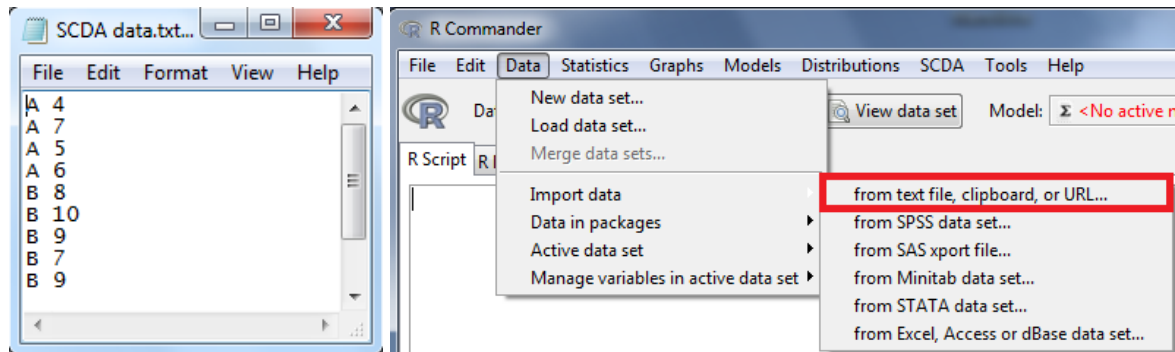 SCDA data.txt...
File Edit Format View Help
A 4
A 7
A 5
A 6
B 8
B 10
B 9
B 7
B 9
R Commander
File Edit Data Statistics Graphs Models Distributions SCDA Tools Help
R Da
View data set Model: Σ <No active
R Script R
New data set...
Load data set...
Merge data sets...
Import data
Data in packages
Active data set
Manage variables in active data set
from text file, clipboard, or URL...
from SPSS data set...
from SAS xport file...
from Minitab data set...
from STATA data set...
from Excel, Access or dBase data set...